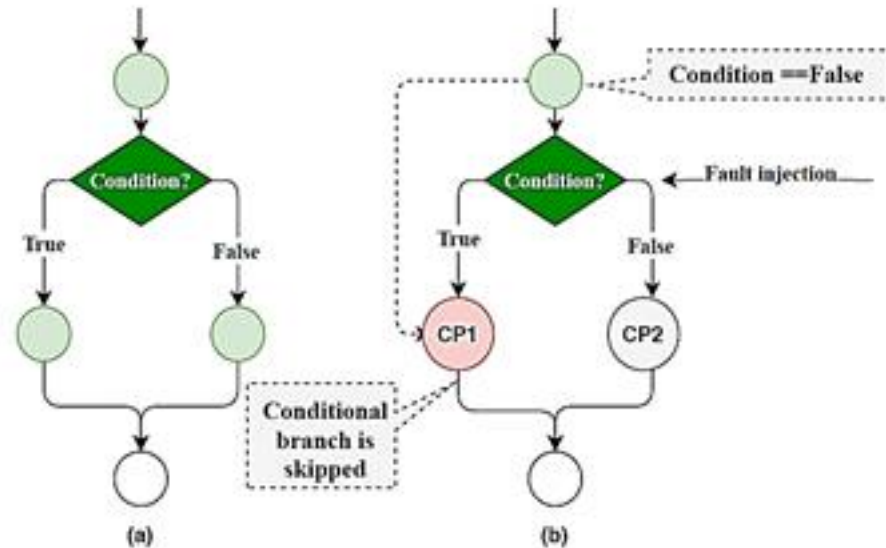 Condition?
True
False
(a)
Condition ==False
Condition?
Fault injection
True
False
CP1
CP2
Conditional
branch is
skipped
(b)